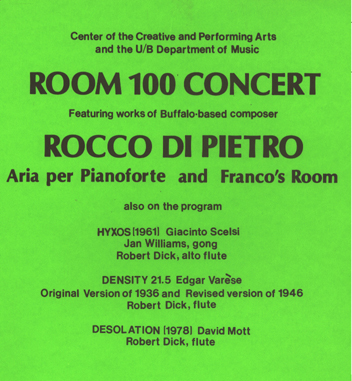 Center of the Creative and Performing Arts
and the U/B Department of Music
ROOM 100 CONCERT
Featuring works of Buffalo-based composer
ROCCO DI PIETRO
Aria per Pianoforte and Franco's Room
also on the program
HYXOS [1961] Giacinto Scelsi
Jan Williams, gong
Robert Dick, alto flute
DENSITY 21.5 Edgar Varèse
Original Version of 1936 and Revised version of 1946
Robert Dick, flute
DESOLATION [1978] David Mott
Robert Dick, flute